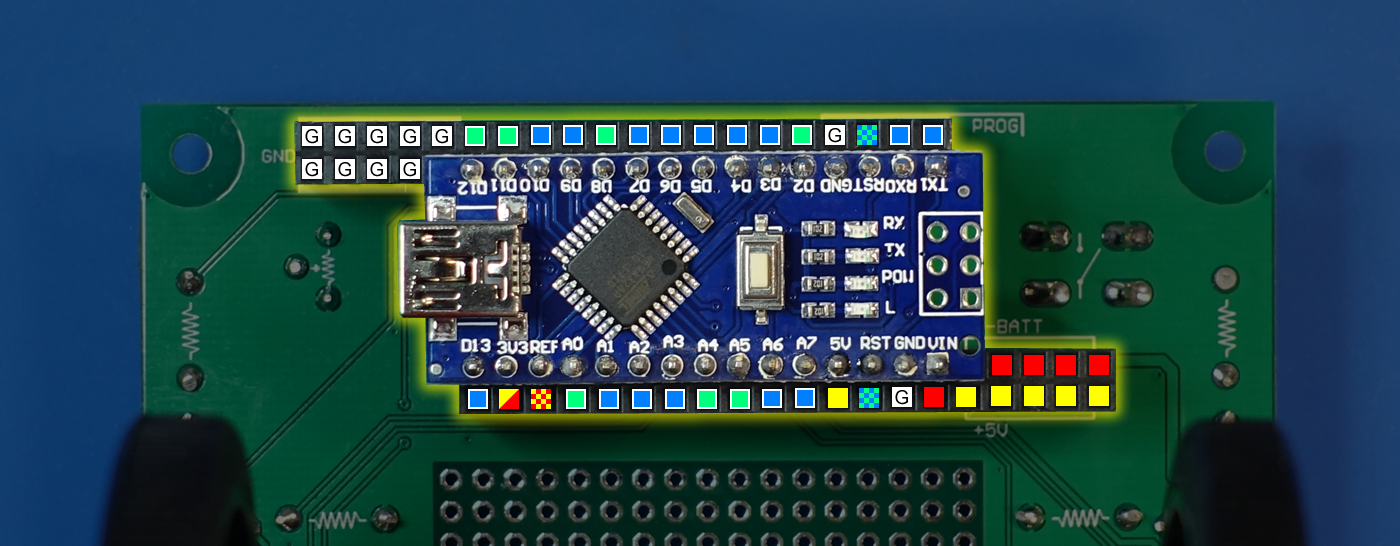 G G G G G G PROG
GND G G G G
D12 D11 D10 D9 D8 D7 D6 D5 D4 D3 D2 GND RST RX0 TX1
RX
TX
POW
L
-BATT
D13 3V3 REF A0 A1 A2 A3 A4 A5 A6 A7 5V RST GND VIN
G
+5V